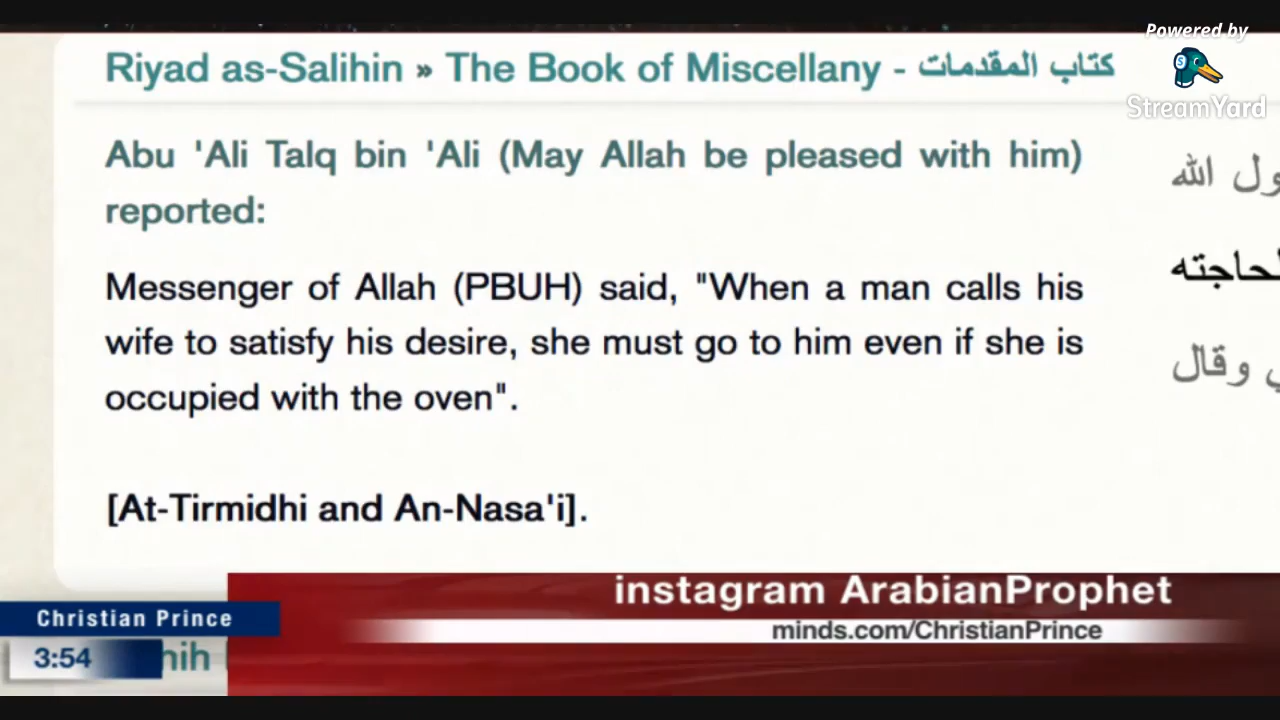 Powered by
StreamYard
Riyad as-Salihin » The Book of Miscellany - كتاب المقدمات
Abu 'Ali Talq bin 'Ali (May Allah be pleased with him)
reported:
Messenger of Allah (PBUH) said, "When a man calls his
wife to satisfy his desire, she must go to him even if she is
occupied with the oven".
[At-Tirmidhi and An-Nasa'i].
الله
لحاجته
وقال
instagram ArabianProphet
Christian Prince
minds.com/ChristianPrince
3:54